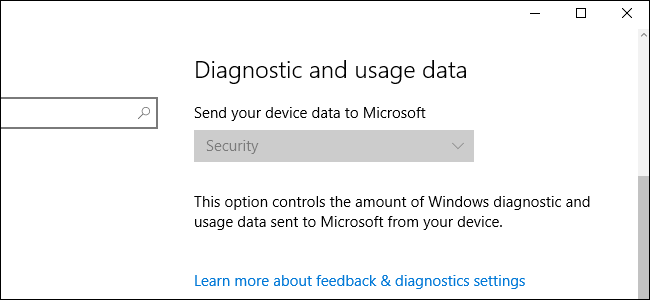 Diagnostic and usage data
Send your device data to Microsoft
Security
This option controls the amount of Windows diagnostic and
usage data sent to Microsoft from your device.
Learn more about feedback & diagnostics settings